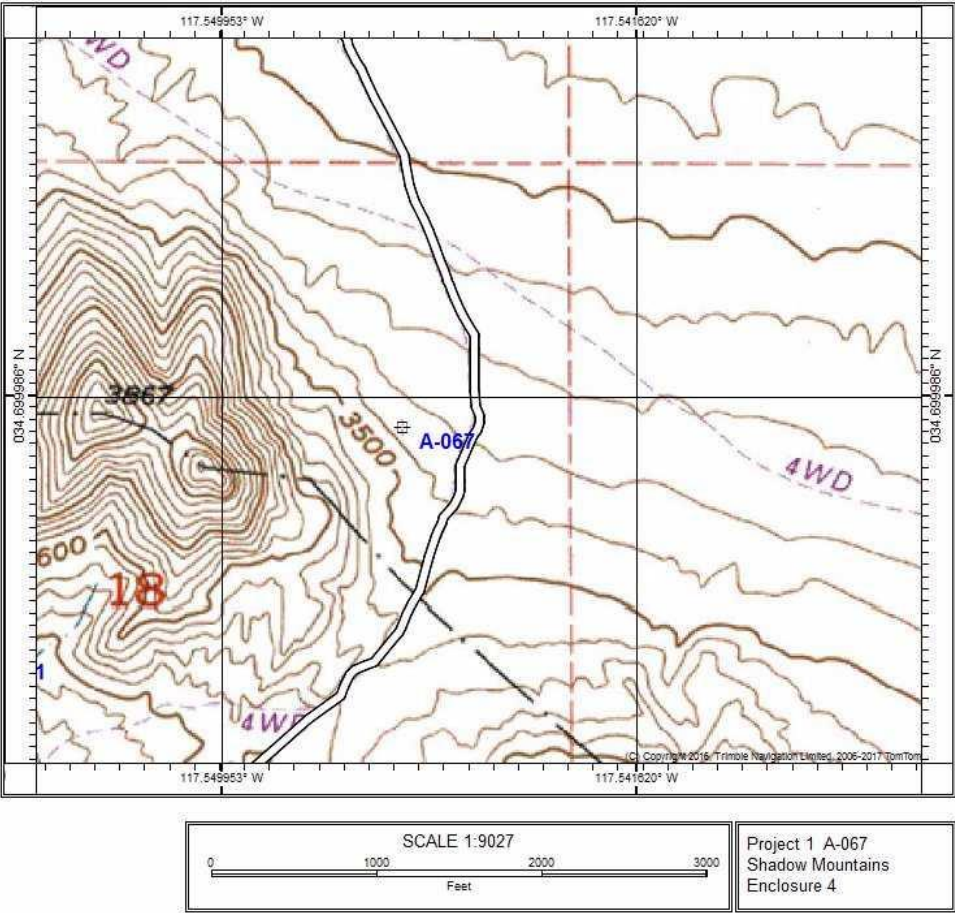 117.549953° W 117.541620° W
WD
034.699986° N
034.699986° N
3867
3500
A-067
4WD
600
18
1
4WD
(C) Copyright 2016, Trimble Navigation Limited, 2006-2017 TomTom
117.549953° W 117.541620° W
SCALE 1:9027
0 1000 2000 3000
Feet
Project 1 A-067
Shadow Mountains
Enclosure 4